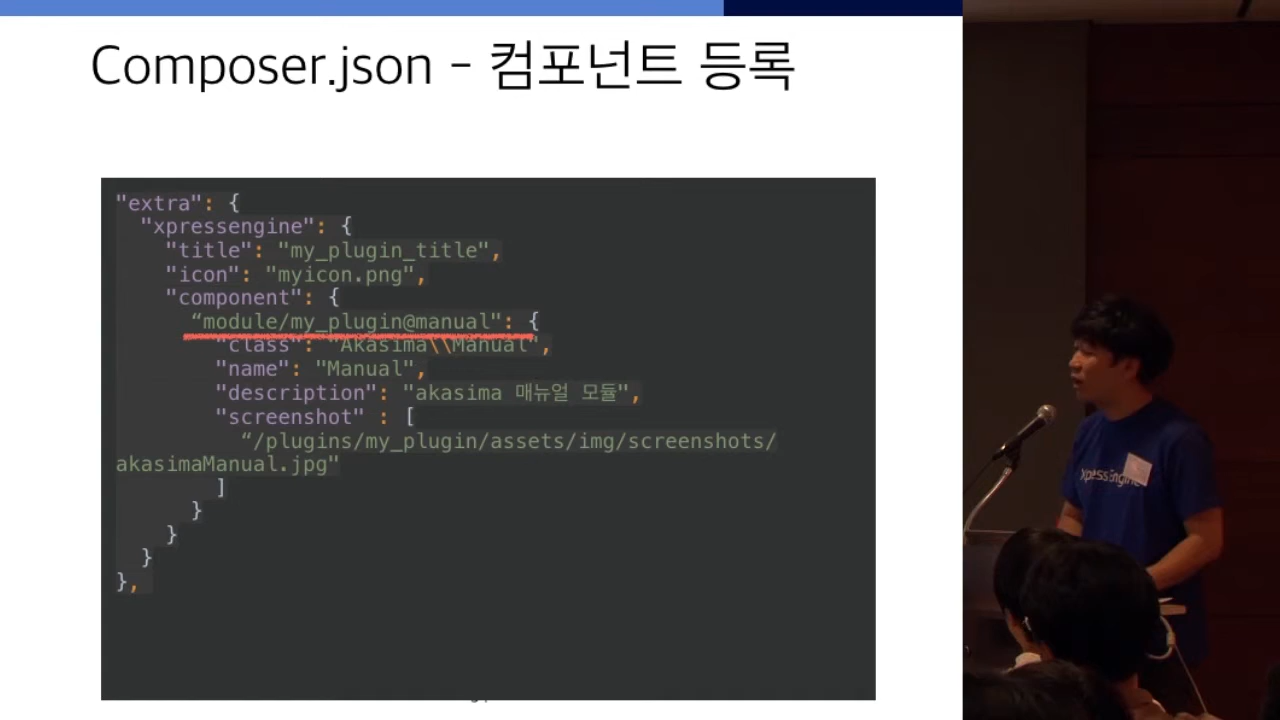 Composer.json - 컴포넌트 등록
"extra": {
"xpressengine": {
"title": "my_plugin_title",
"icon": "myicon.png",
"component": {
“module/my_plugin@manual": {
"class": "Akasima\\Manual",
"name": "Manual",
"description": "akasima 매뉴얼 모듈",
"screenshot" : [
“/plugins/my_plugin/assets/img/screenshots/
akasimaManual.jpg"
]
}
}
}
},
XpressEngine